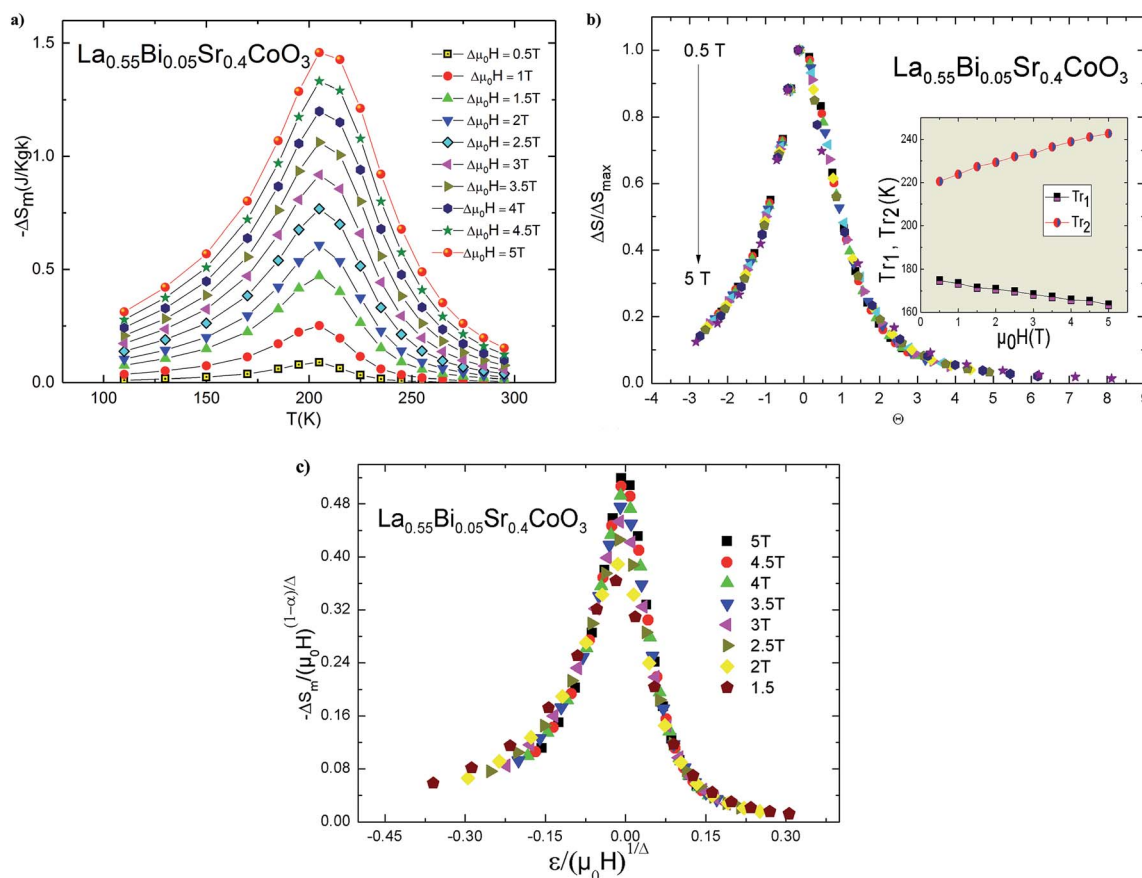 a)
La0.55Bi0.05Sr0.4CoO3
Δμ0H = 0.5T
Δμ0H = 1T
Δμ0H = 1.5T
Δμ0H = 2T
Δμ0H = 2.5T
Δμ0H = 3T
Δμ0H = 3.5T
Δμ0H = 4T
Δμ0H = 4.5T
Δμ0H = 5T
-ΔSm(J/Kgk)
1.5
1.0
0.5
0.0
100 150 200 250 300
T(K)
b)
0.5 T
5 T
La0.55Bi0.05Sr0.4CoO3
ΔS/ΔSmax
1.0
0.8
0.6
0.4
0.2
0.0
-4 -3 -2 -1 0 1 2 3 4 5 6 7 8 9
Θ
Tr1, Tr2(K)
240
220
200
180
160
Tr1
Tr2
0 1 2 3 4 5
μ0H(T)
c)
La0.55Bi0.05Sr0.4CoO3
-ΔSm/(μ0H)(1−α)/Δ
0.48
0.40
0.32
0.24
0.16
0.08
0.00
5T
4.5T
4T
3.5T
3T
2.5T
2T
1.5
-0.45 -0.30 -0.15 0.00 0.15 0.30
ε/(μ0H)1/Δ